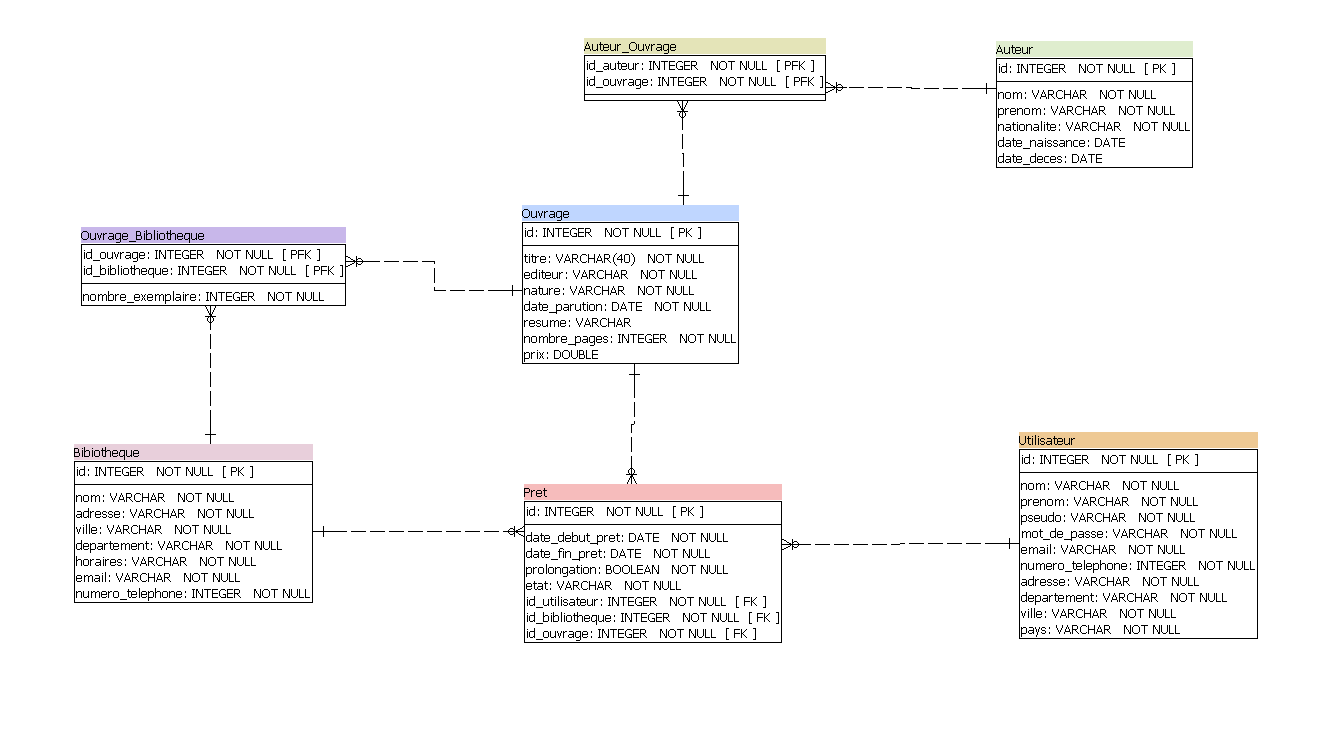 Auteur_Ouvrage
id_auteur: INTEGER NOT NULL [ PFK ]
id_ouvrage: INTEGER NOT NULL [ PFK ]
Auteur
id: INTEGER NOT NULL [ PK ]
nom: VARCHAR NOT NULL
prenom: VARCHAR NOT NULL
nationalite: VARCHAR NOT NULL
date_naissance: DATE
date_deces: DATE
Ouvrage
id: INTEGER NOT NULL [ PK ]
titre: VARCHAR(40) NOT NULL
editeur: VARCHAR NOT NULL
nature: VARCHAR NOT NULL
date_parution: DATE NOT NULL
resume: VARCHAR
nombre_pages: INTEGER NOT NULL
prix: DOUBLE
Ouvrage_Bibliotheque
id_ouvrage: INTEGER NOT NULL [ PFK ]
id_bibliotheque: INTEGER NOT NULL [ PFK ]
nombre_exemplaire: INTEGER NOT NULL
Bibiotheque
id: INTEGER NOT NULL [ PK ]
nom: VARCHAR NOT NULL
adresse: VARCHAR NOT NULL
ville: VARCHAR NOT NULL
departement: VARCHAR NOT NULL
horaires: VARCHAR NOT NULL
email: VARCHAR NOT NULL
numero_telephone: INTEGER NOT NULL
Pret
id: INTEGER NOT NULL [ PK ]
date_debut_pret: DATE NOT NULL
date_fin_pret: DATE NOT NULL
prolongation: BOOLEAN NOT NULL
etat: VARCHAR NOT NULL
id_utilisateur: INTEGER NOT NULL [ FK ]
id_bibliotheque: INTEGER NOT NULL [ FK ]
id_ouvrage: INTEGER NOT NULL [ FK ]
Utilisateur
id: INTEGER NOT NULL [ PK ]
nom: VARCHAR NOT NULL
prenom: VARCHAR NOT NULL
pseudo: VARCHAR NOT NULL
mot_de_passe: VARCHAR NOT NULL
email: VARCHAR NOT NULL
numero_telephone: INTEGER NOT NULL
adresse: VARCHAR NOT NULL
departement: VARCHAR NOT NULL
ville: VARCHAR NOT NULL
pays: VARCHAR NOT NULL